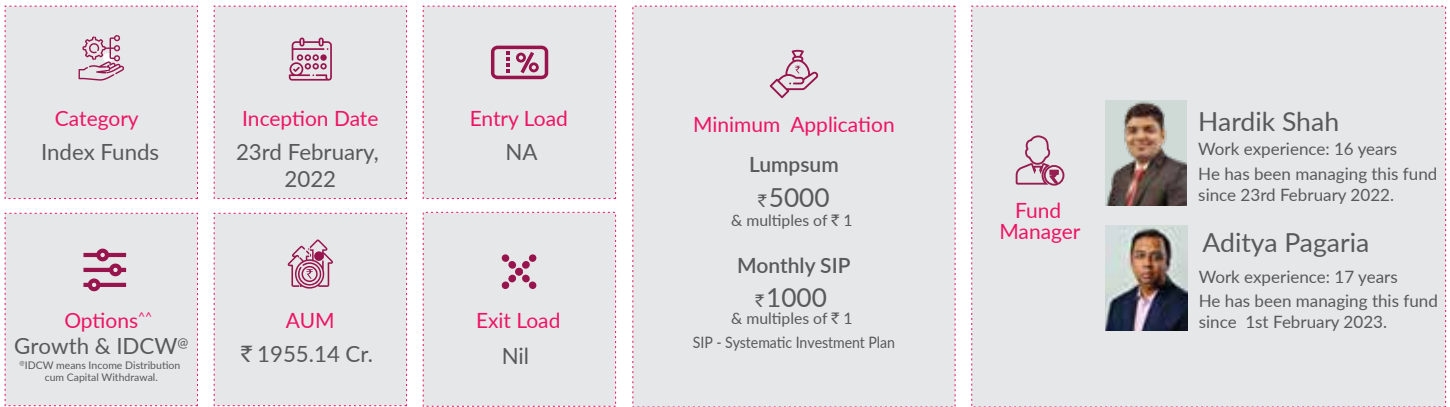 Category
Index Funds
Inception Date
23rd February,
2022
Entry Load
NA
Options^^
Growth & IDCW@
@IDCW means Income Distribution
cum Capital Withdrawal.
AUM
₹ 1955.14 Cr.
Exit Load
Nil
Minimum Application
Lumpsum
₹5000
& multiples of ₹ 1
Monthly SIP
₹1000
& multiples of ₹ 1
SIP - Systematic Investment Plan
Fund
Manager
Hardik Shah
Work experience: 16 years
He has been managing this fund
since 23rd February 2022.
Aditya Pagaria
Work experience: 17 years
He has been managing this fund
since 1st February 2023.